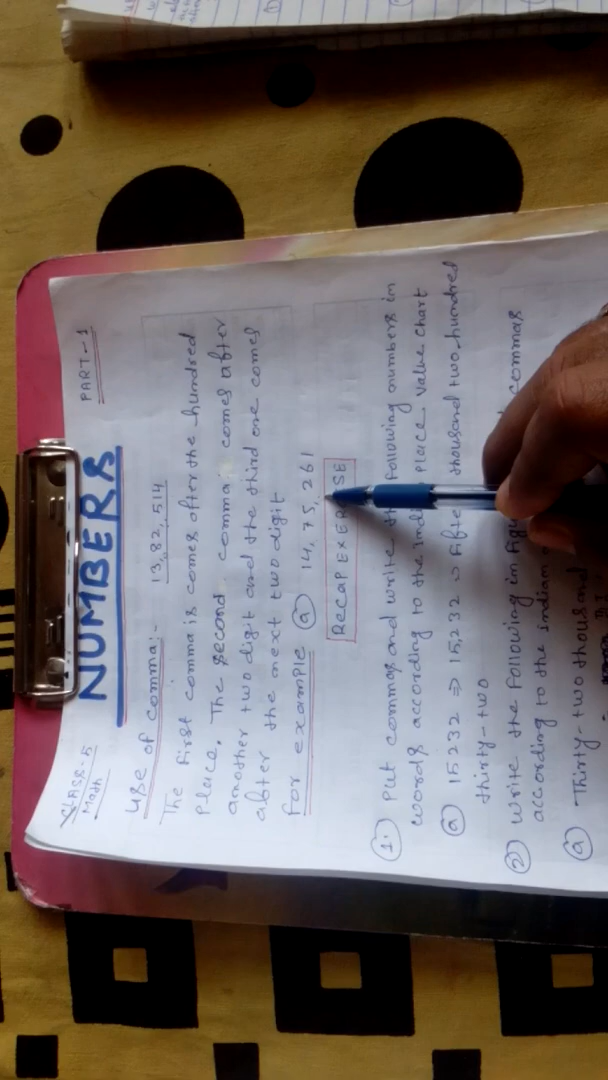 CLASS-5
Math
NUMBERS
PART-1
Use of comma:- 13,82,514
The first comma is comes after the hundred
place. The second comma comes after
another two digit and the third one comes
after the next two digit
for example (a) 14,75,261
RECAP EXERCISE
1. Put commas and write the following numbers in
words according to the Indi place value chart
(a) 15232 => 15,232 => Fifte thousand two hundred
thirty-two
2 Write the following in figu commas
according to the indian
(a) Thirty-two thousand